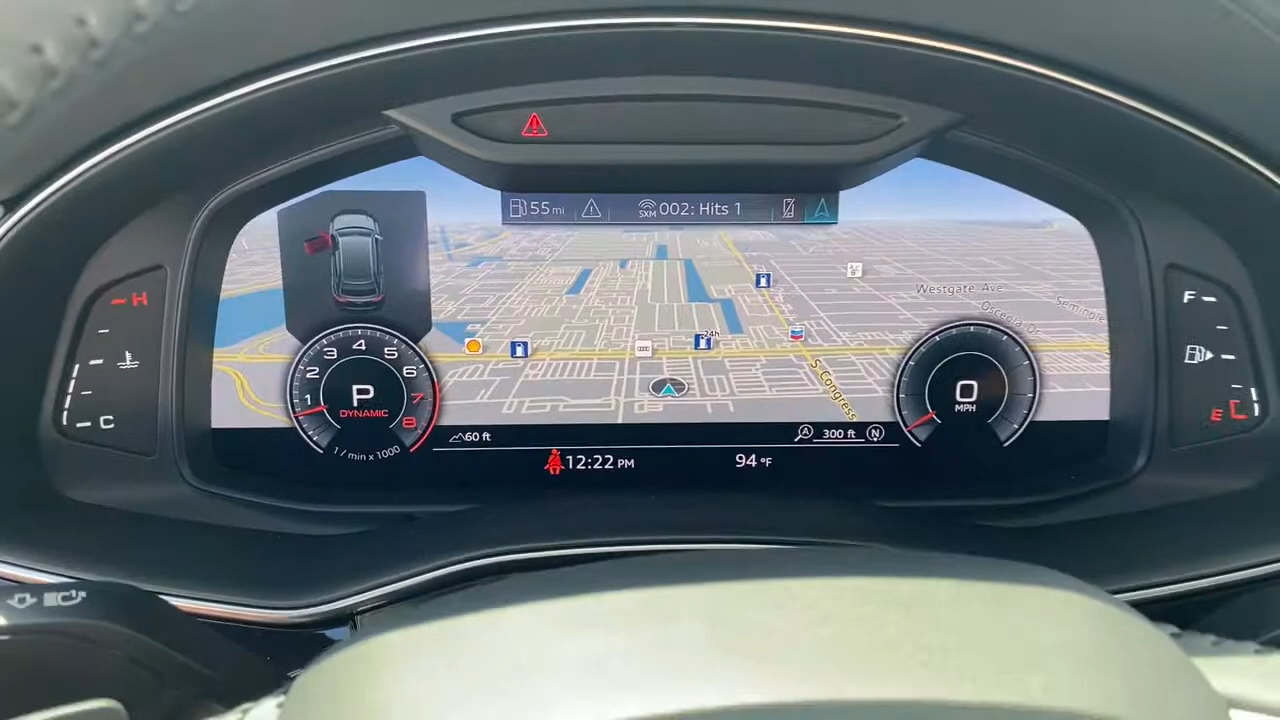 55 mi
SXM 002: Hits 1
H
C
F
E
Westgate Ave
Osceola Dr
Seminole
24h
S Congress
1 2 3 4 5 6 7 8
P
DYNAMIC
1 / min x 1000
0
MPH
60 ft
A 300 ft N
12:22 PM
94 °F